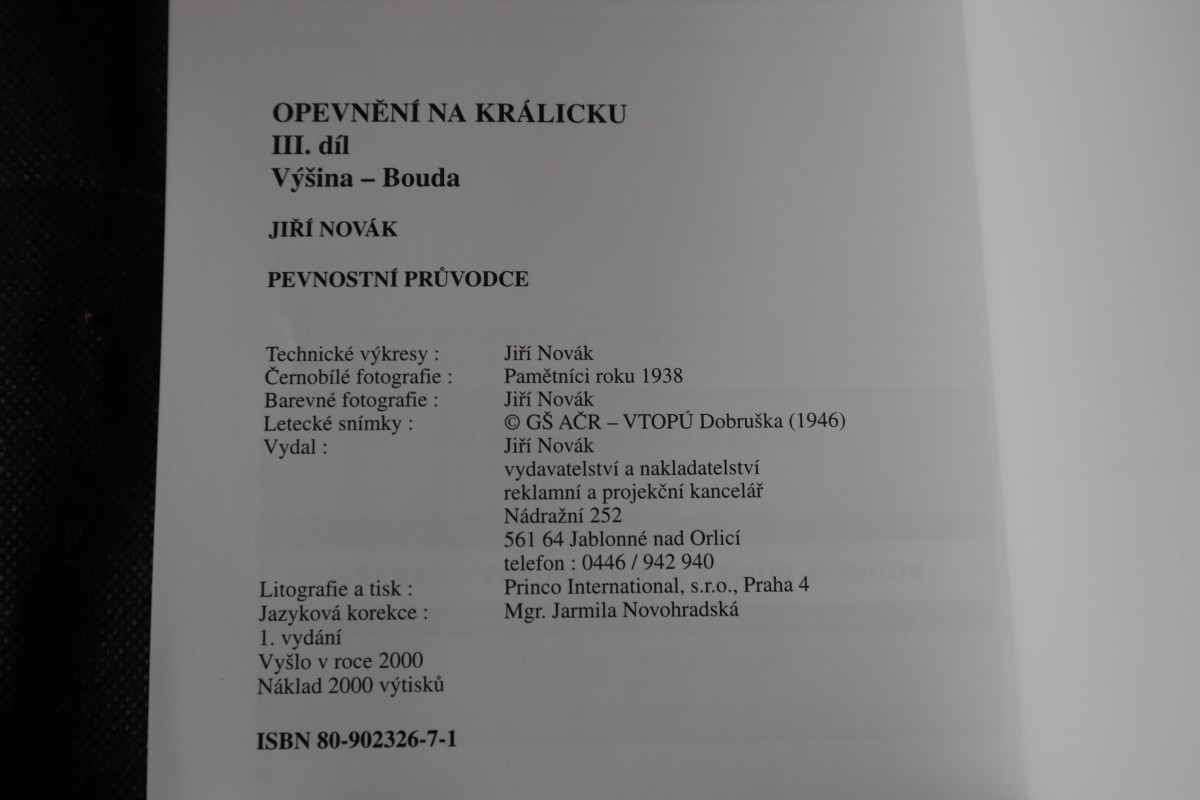 OPEVNĚNÍ NA KRÁLICKU
III. díl
Výšina – Bouda
JIŘÍ NOVÁK
PEVNOSTNÍ PRŮVODCE
Technické výkresy : Jiří Novák
Černobílé fotografie : Pamětníci roku 1938
Barevné fotografie : Jiří Novák
Letecké snímky : © GŠ AČR – VTOPÚ Dobruška (1946)
Vydal : Jiří Novák
vydavatelství a nakladatelství
reklamní a projekční kancelář
Nádražní 252
561 64 Jablonné nad Orlicí
telefon : 0446 / 942 940
Litografie a tisk : Princo International, s.r.o., Praha 4
Jazyková korekce : Mgr. Jarmila Novohradská
1. vydání
Vyšlo v roce 2000
Náklad 2000 výtisků
ISBN 80-902326-7-1